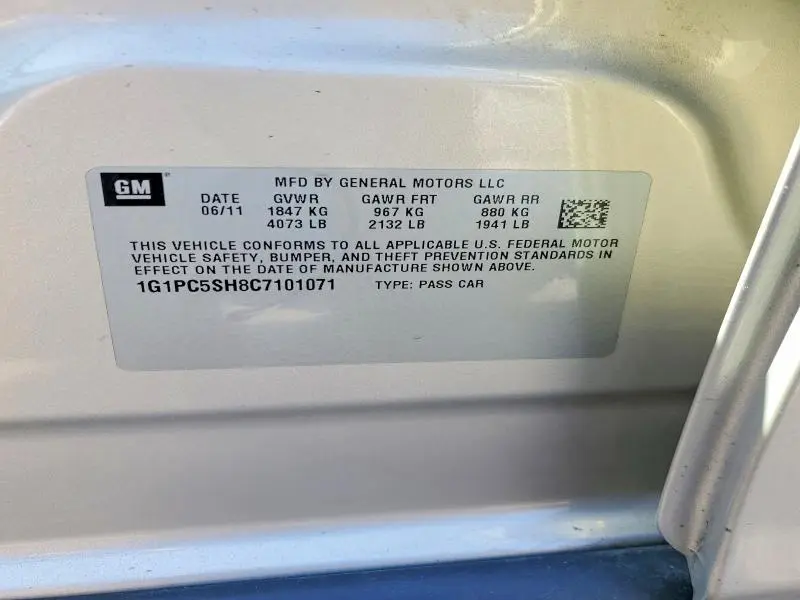 GM
MFD BY GENERAL MOTORS LLC
DATE GVWR GAWR FRT GAWR RR
06/11 1847 KG 967 KG 880 KG
4073 LB 2132 LB 1941 LB
THIS VEHICLE CONFORMS TO ALL APPLICABLE U.S. FEDERAL MOTOR
VEHICLE SAFETY, BUMPER, AND THEFT PREVENTION STANDARDS IN
EFFECT ON THE DATE OF MANUFACTURE SHOWN ABOVE.
1G1PC5SH8C7101071 TYPE: PASS CAR